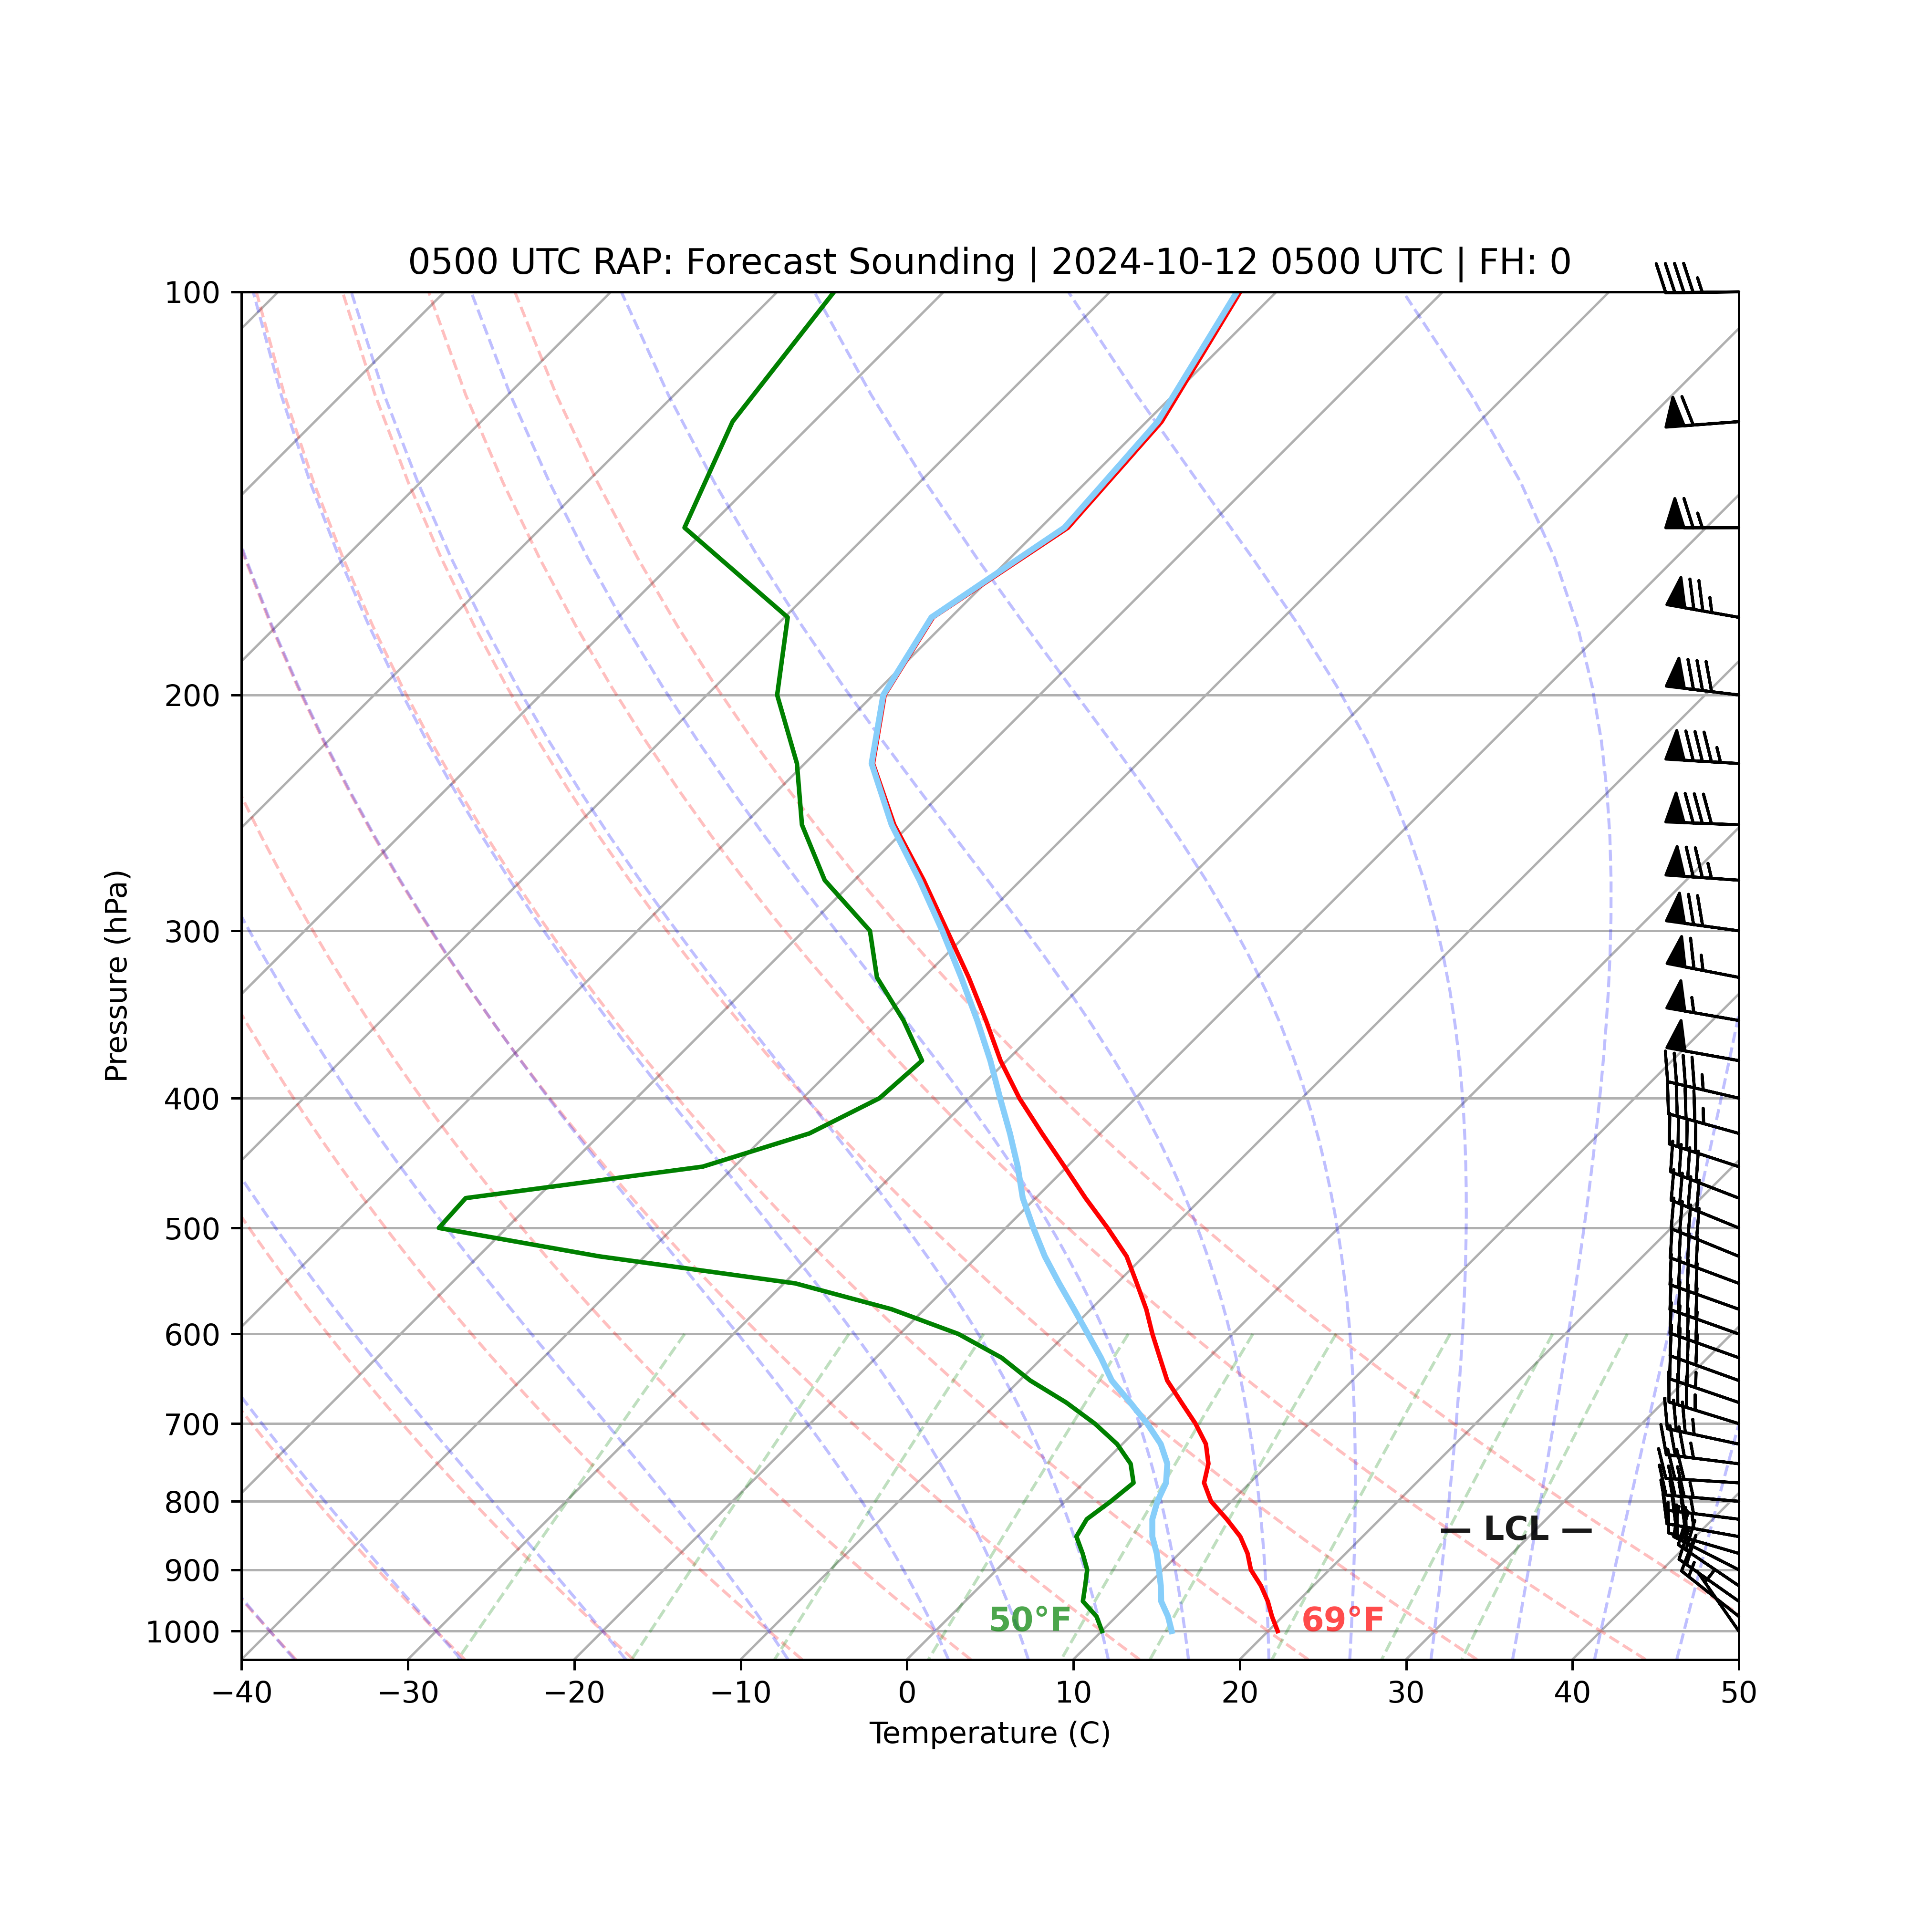 0500 UTC RAP: Forecast Sounding | 2024-10-12 0500 UTC | FH: 0
100
200
300
400
500
600
700
800
900
1000
Pressure (hPa)
— LCL —
50°F
69°F
−40 −30 −20 −10 0 10 20 30 40 50
Temperature (C)